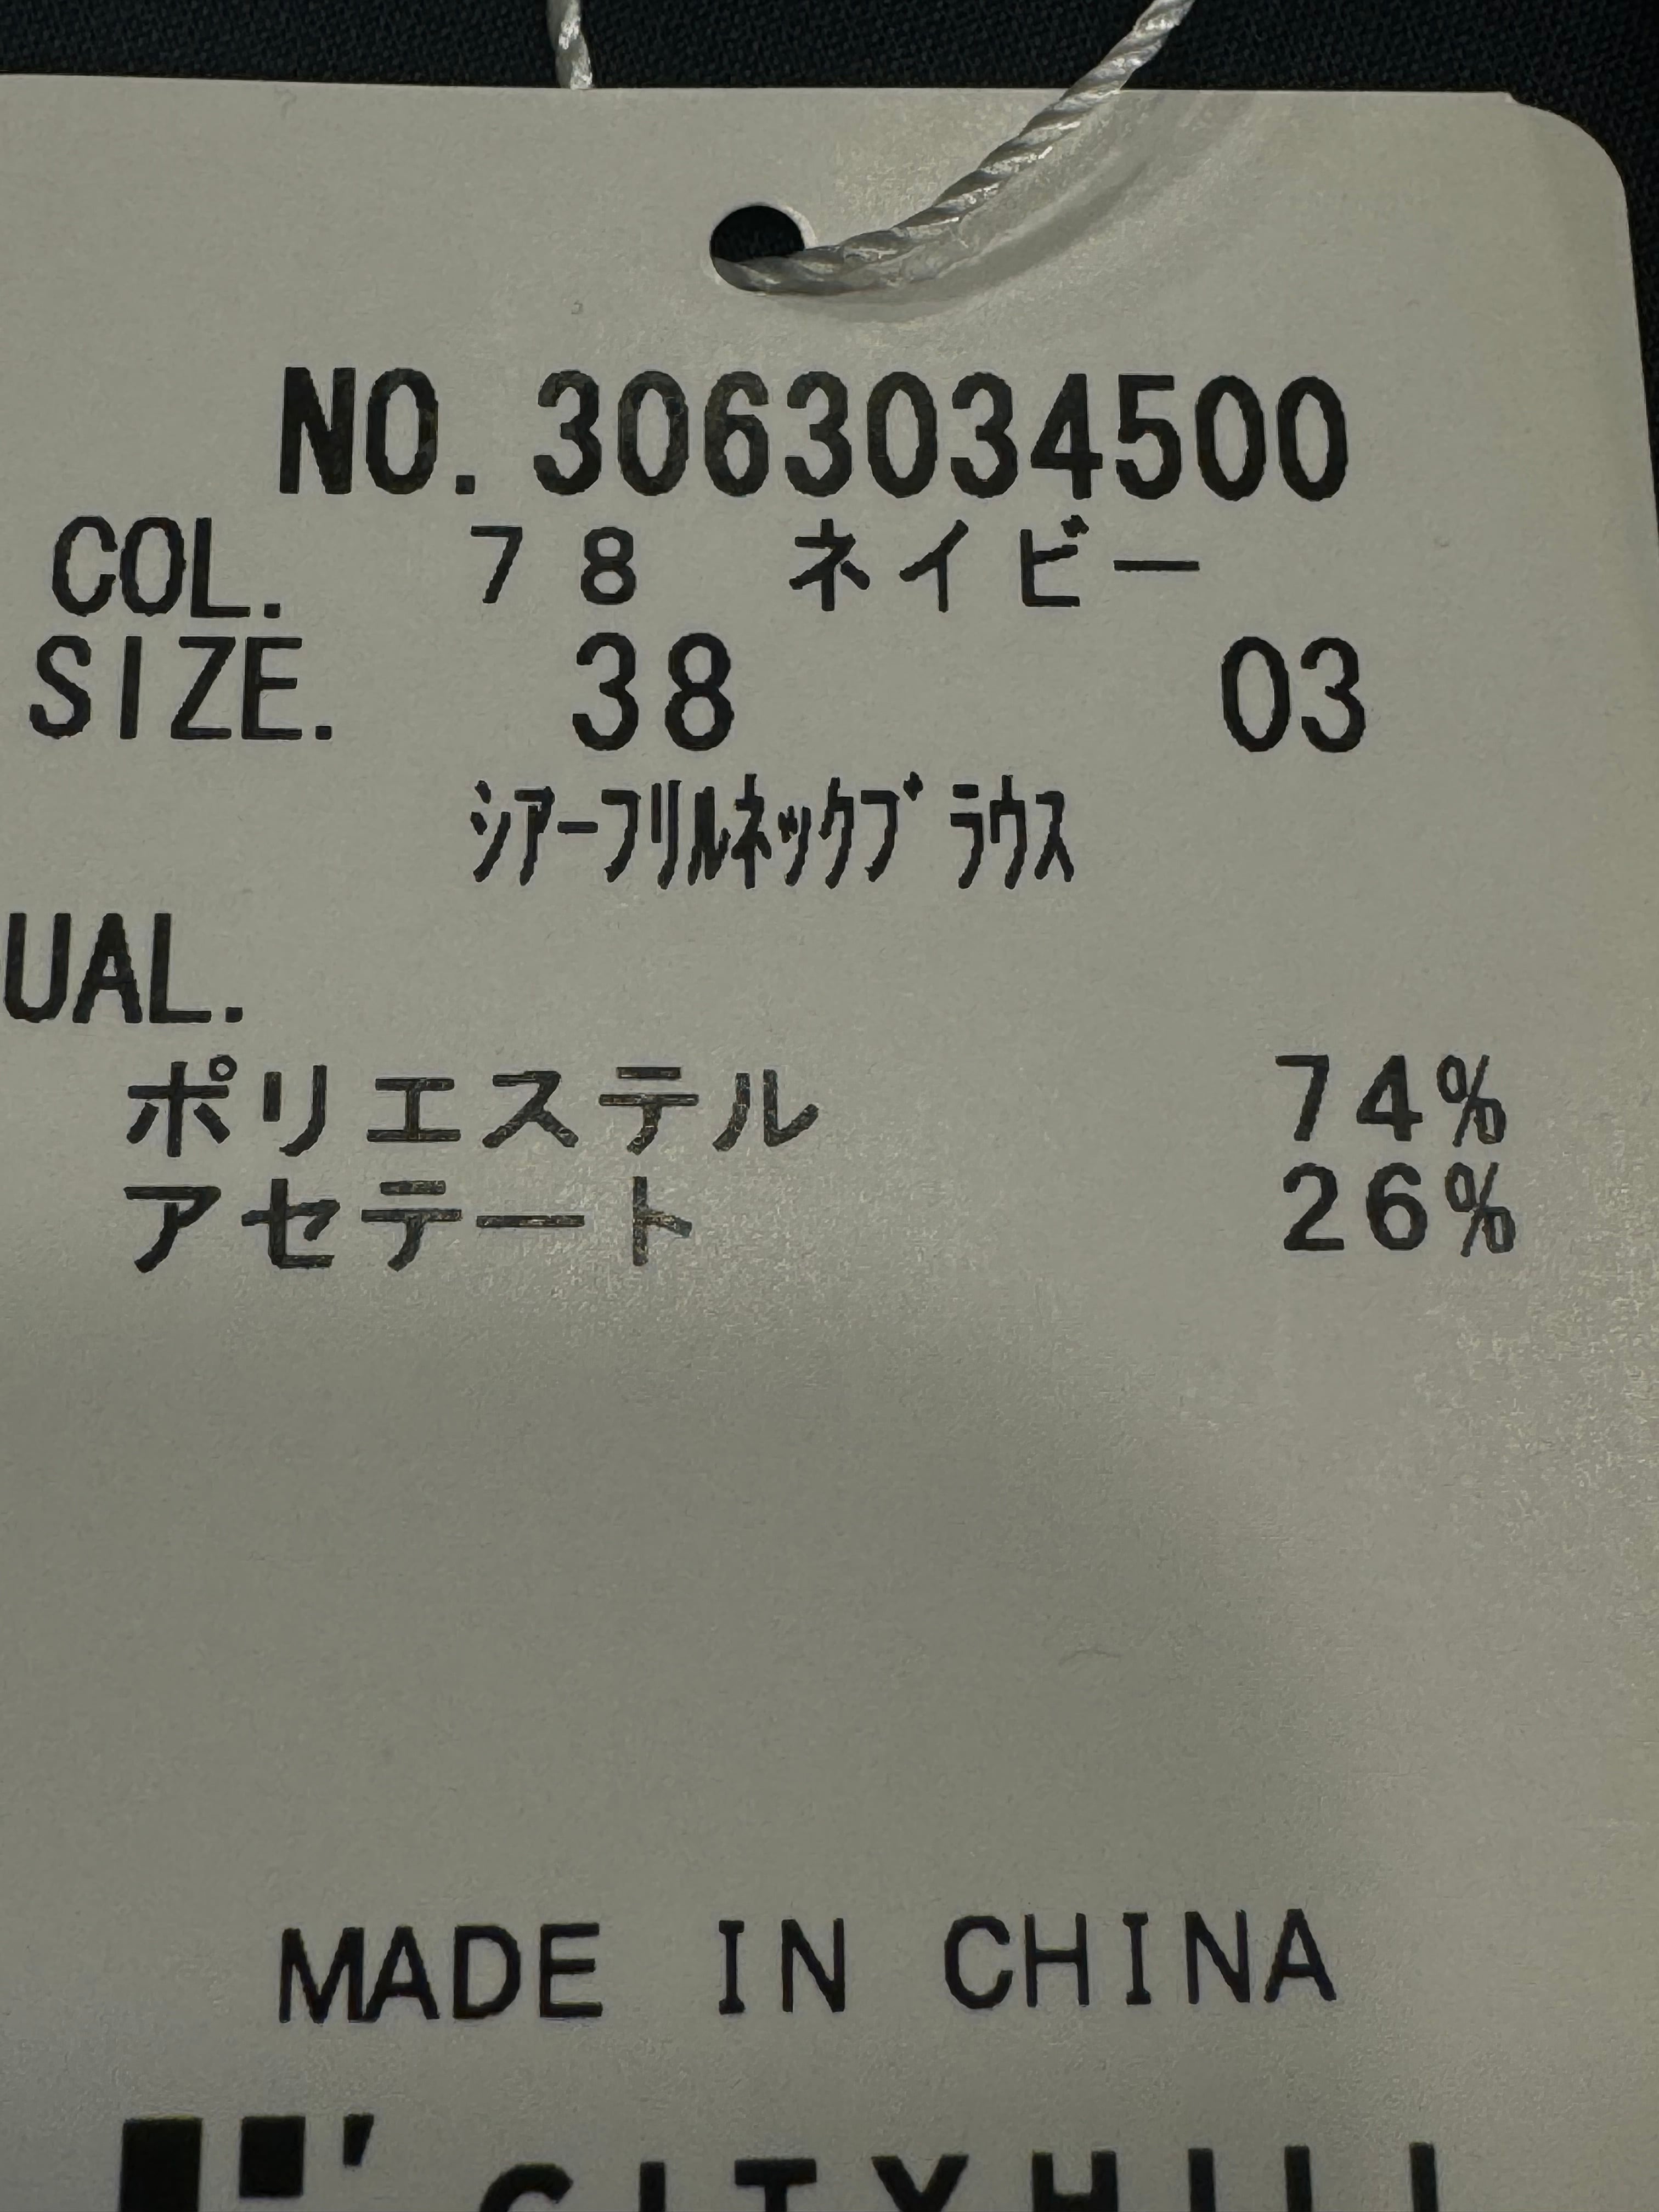 NO.3063034500
COL. 78 ネイビー
SIZE. 38 03
ｼｱｰﾌﾘﾙﾈｯｸﾌﾞﾗｳｽ
UAL.
ポリエステル 74%
アセテート 26%
MADE IN CHINA
CITYHILL